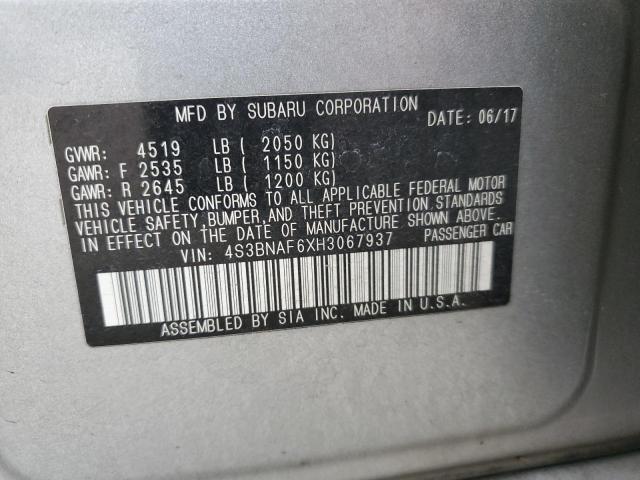 MFD BY SUBARU CORPORATION DATE: 06/17
GVWR: 4519 LB ( 2050 KG)
GAWR: F 2535 LB ( 1150 KG)
GAWR: R 2645 LB ( 1200 KG)
THIS VEHICLE CONFORMS TO ALL APPLICABLE FEDERAL MOTOR
VEHICLE SAFETY, BUMPER, AND THEFT PREVENTION STANDARDS
IN EFFECT ON THE DATE OF MANUFACTURE SHOWN ABOVE.
VIN: 4S3BNAF6XH3067937 PASSENGER CAR
ASSEMBLED BY SIA INC. MADE IN U.S.A.